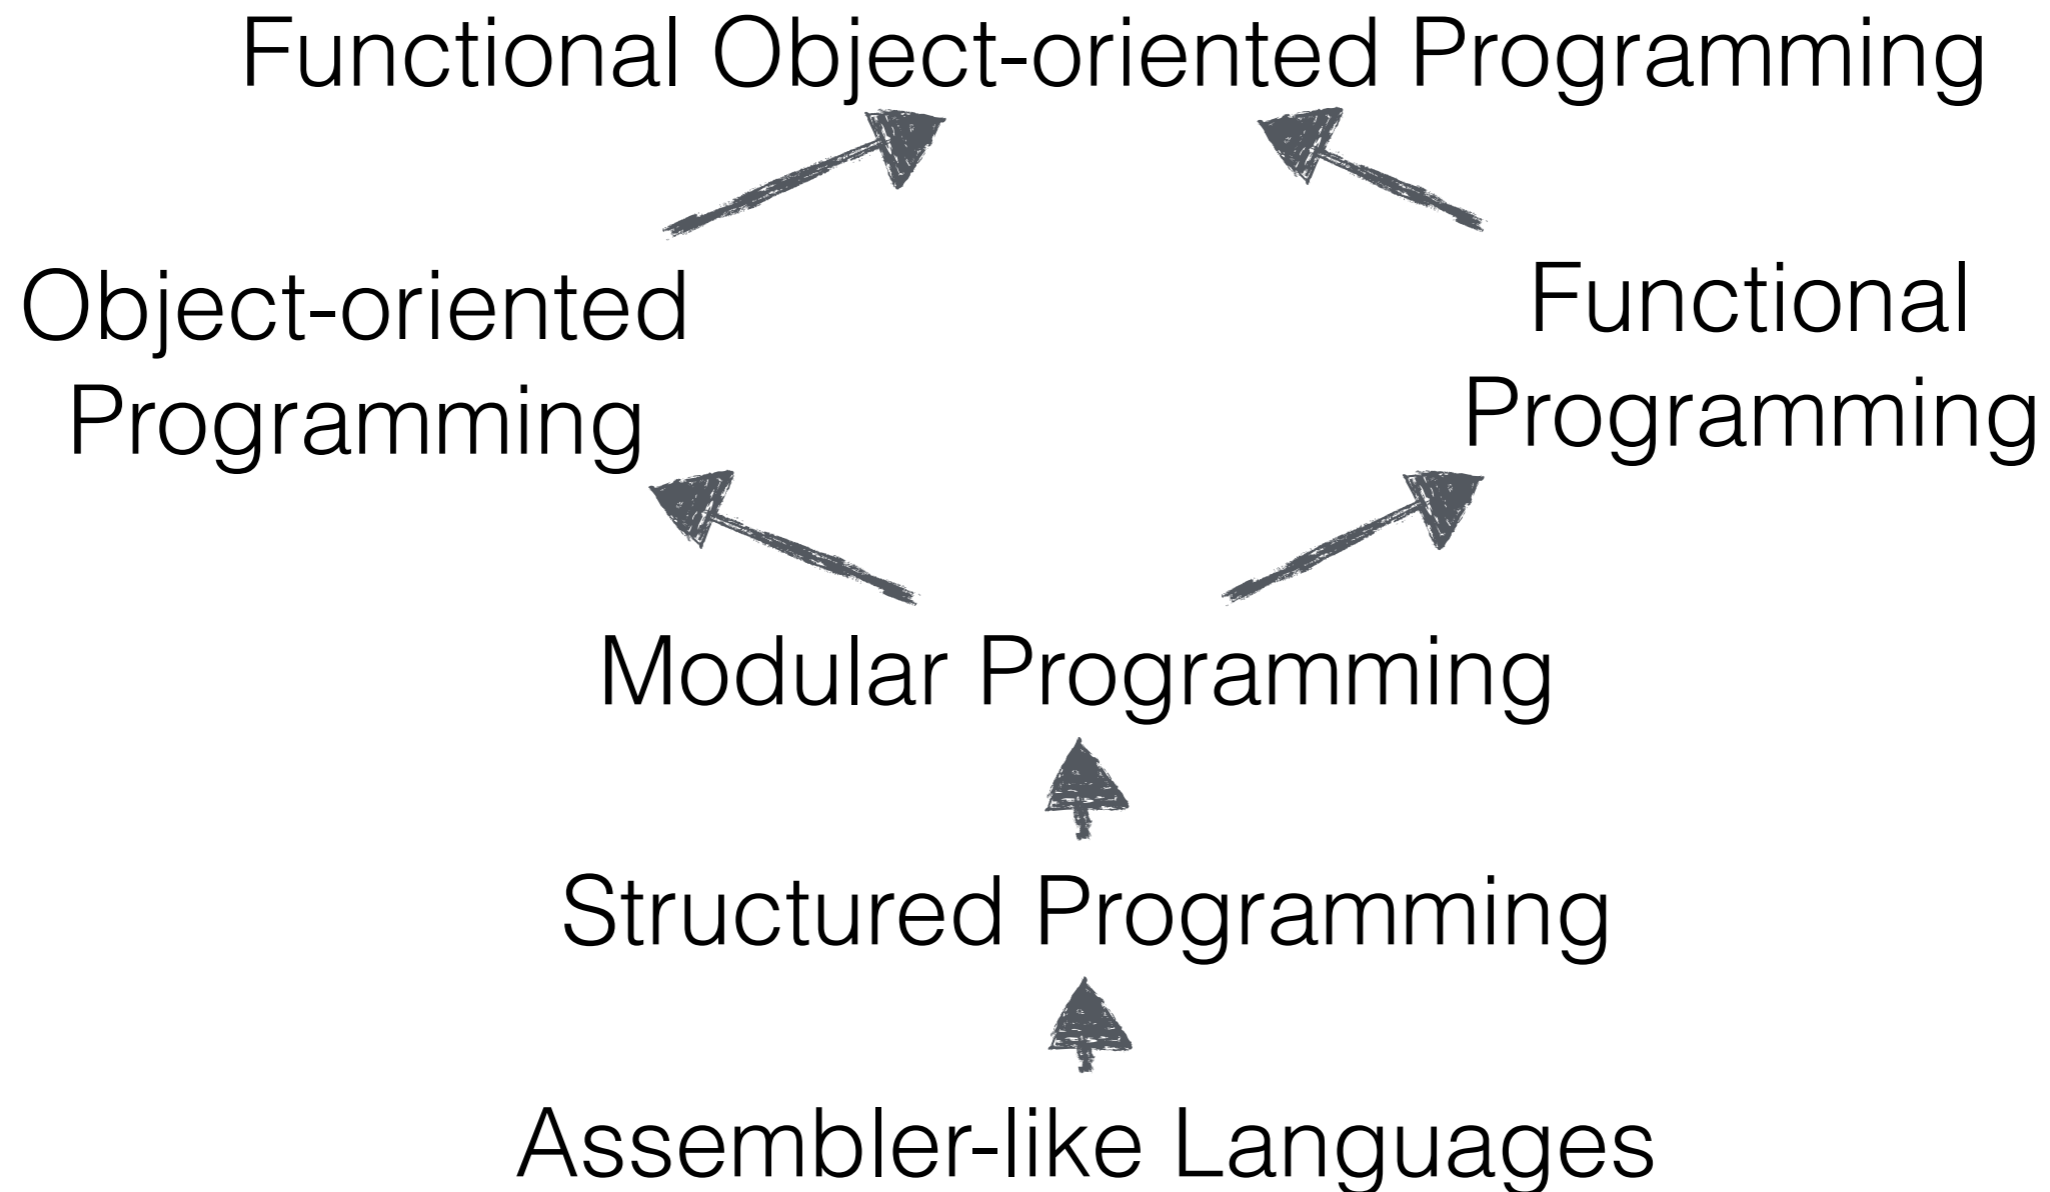 Functional Object-oriented Programming
Object-oriented
Programming
Functional
Programming
Modular Programming
Structured Programming
Assembler-like Languages